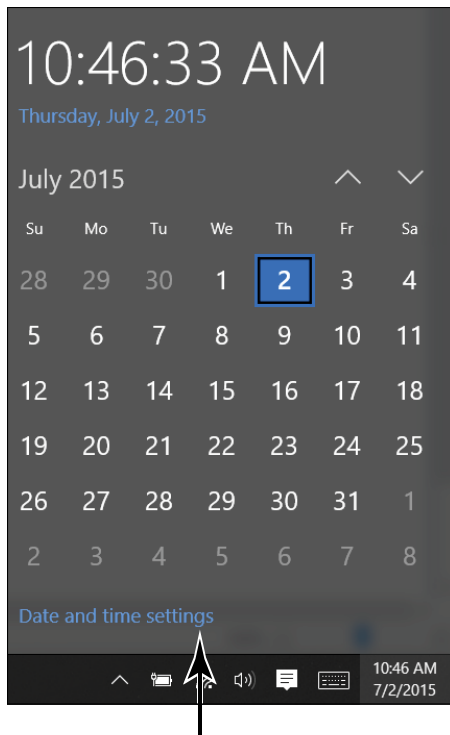 10:46:33 AM
Thursday, July 2, 2015
July 2015
Su Mo Tu We Th Fr Sa
28 29 30 1 2 3 4
5 6 7 8 9 10 11
12 13 14 15 16 17 18
19 20 21 22 23 24 25
26 27 28 29 30 31 1
2 3 4 5 6 7 8
Date and time settings
10:46 AM
7/2/2015